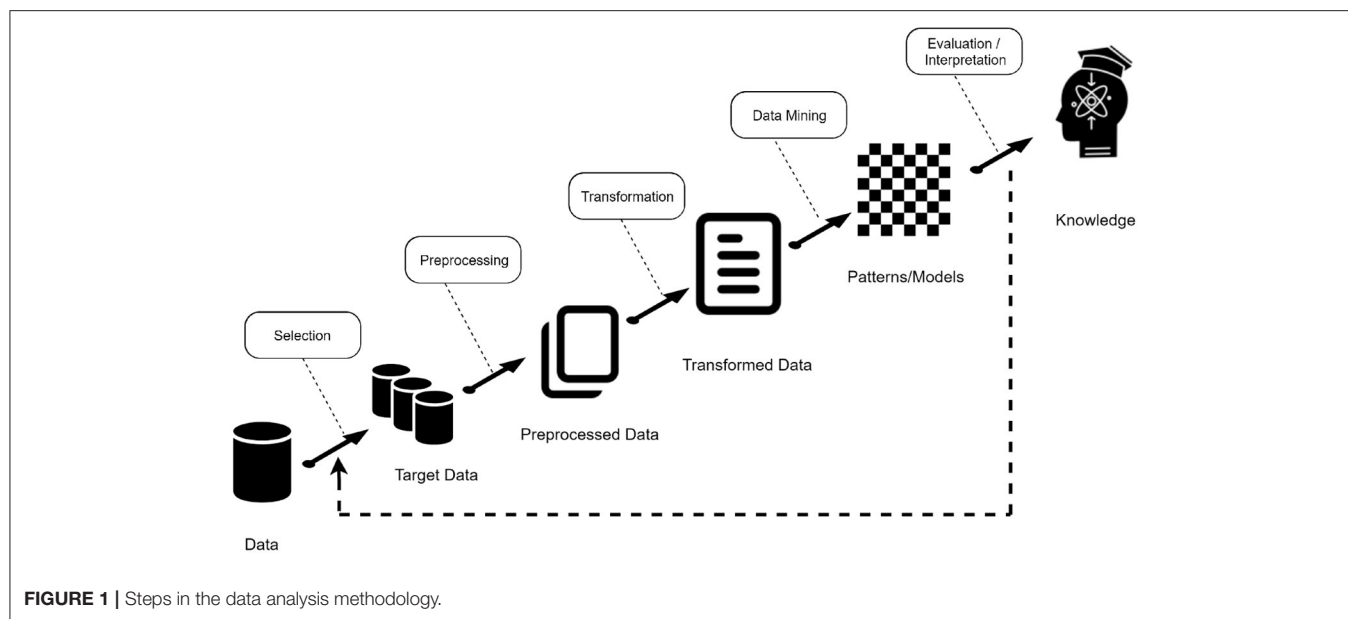 Evaluation /
Interpretation
Data Mining
Knowledge
Transformation
Patterns/Models
Preprocessing
Selection
Transformed Data
Preprocessed Data
Target Data
Data
FIGURE 1 | Steps in the data analysis methodology.